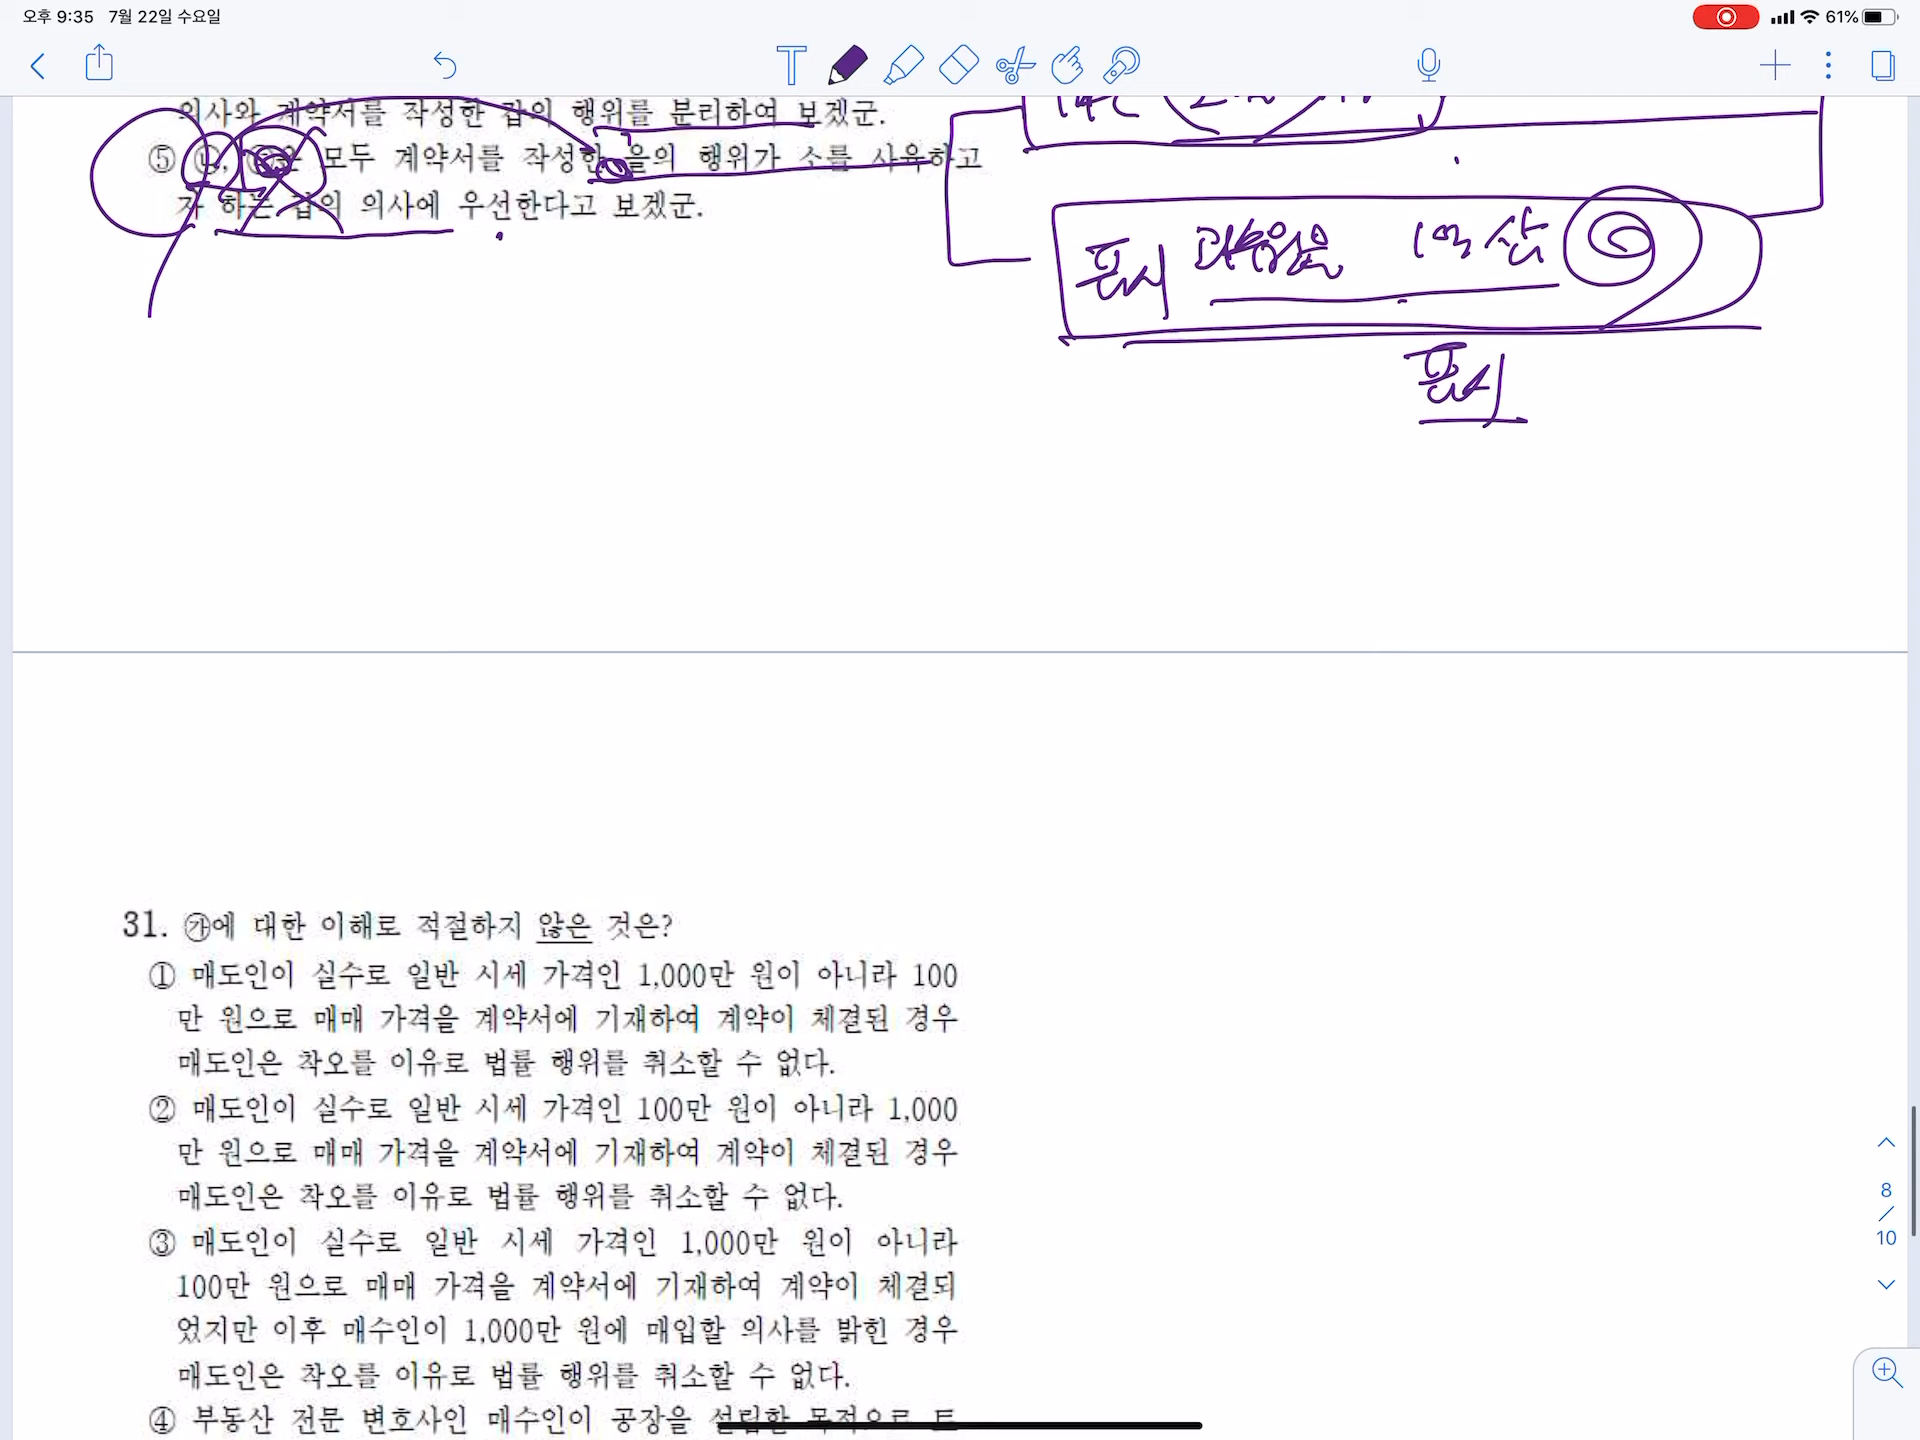 오후 9:35 7월 22일 수요일
61%
의사와 계약서를 작성한 갑의 행위를 분리하여 보겠군.
⑤ ㉡, 은 모두 계약서를 작성한 을의 행위가 소를 사육하고
자 하는 갑의 의사에 우선한다고 보겠군.
표시 과수원을 1억 산
표시
31. ㉮에 대한 이해로 적절하지 않은 것은?
① 매도인이 실수로 일반 시세 가격인 1,000만 원이 아니라 100
만 원으로 매매 가격을 계약서에 기재하여 계약이 체결된 경우
매도인은 착오를 이유로 법률 행위를 취소할 수 없다.
② 매도인이 실수로 일반 시세 가격인 100만 원이 아니라 1,000
만 원으로 매매 가격을 계약서에 기재하여 계약이 체결된 경우
매도인은 착오를 이유로 법률 행위를 취소할 수 없다.
③ 매도인이 실수로 일반 시세 가격인 1,000만 원이 아니라
100만 원으로 매매 가격을 계약서에 기재하여 계약이 체결되
었지만 이후 매수인이 1,000만 원에 매입할 의사를 밝힌 경우
매도인은 착오를 이유로 법률 행위를 취소할 수 없다.
④ 부동산 전문 변호사인 매수인이 공장을 설립할 목적으로 토
8
/
10